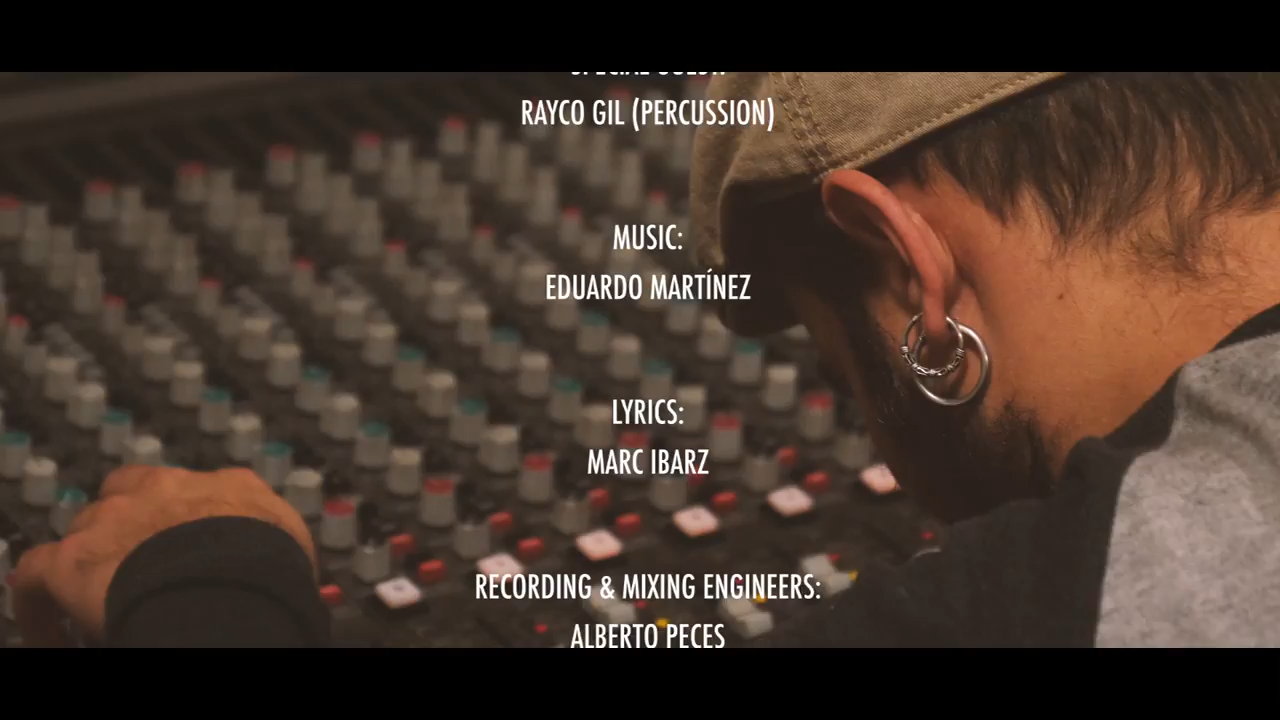 RAYCO GIL (PERCUSSION)
MUSIC:
EDUARDO MARTÍNEZ
LYRICS:
MARC IBARZ
RECORDING & MIXING ENGINEERS:
ALBERTO PECES